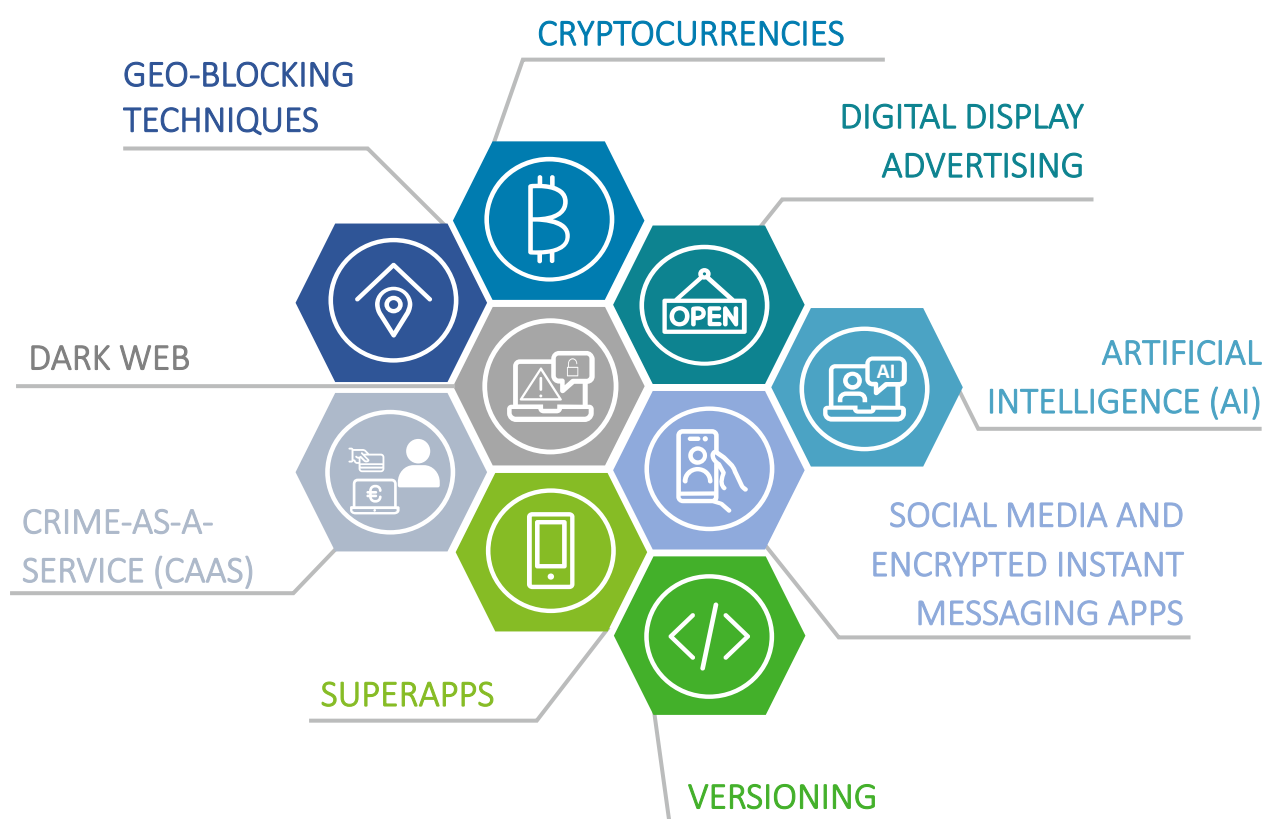 CRYPTOCURRENCIES
GEO-BLOCKING
TECHNIQUES
DIGITAL DISPLAY
ADVERTISING
OPEN
DARK WEB
ARTIFICIAL
INTELLIGENCE (AI)
AI
€
CRIME-AS-A-
SERVICE (CAAS)
SOCIAL MEDIA AND
ENCRYPTED INSTANT
MESSAGING APPS
</>
SUPERAPPS
VERSIONING